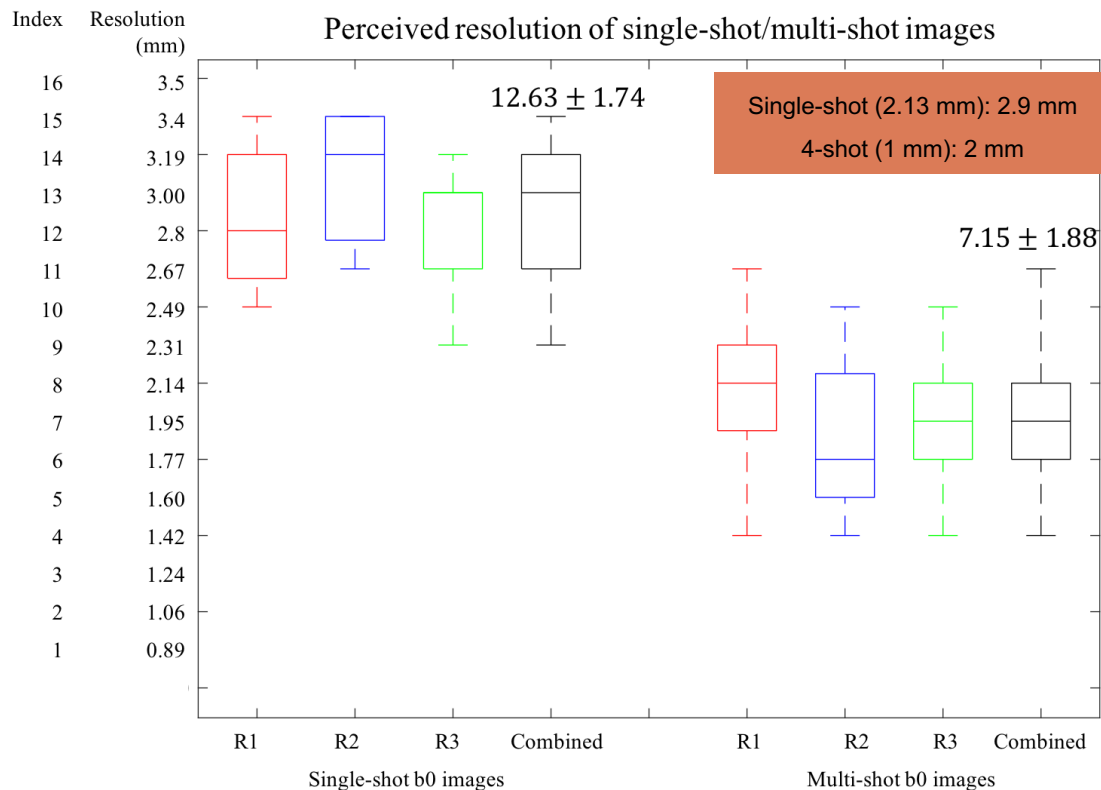 Index Resolution (mm)
Perceived resolution of single-shot/multi-shot images
16 3.5
15 3.4
14 3.19
13 3.00
12 2.8
11 2.67
10 2.49
9 2.31
8 2.14
7 1.95
6 1.77
5 1.60
4 1.42
3 1.24
2 1.06
1 0.89
12.63 ± 1.74
Single-shot (2.13 mm): 2.9 mm
4-shot (1 mm): 2 mm
7.15 ± 1.88
R1 R2 R3 Combined R1 R2 R3 Combined
Single-shot b0 images Multi-shot b0 images